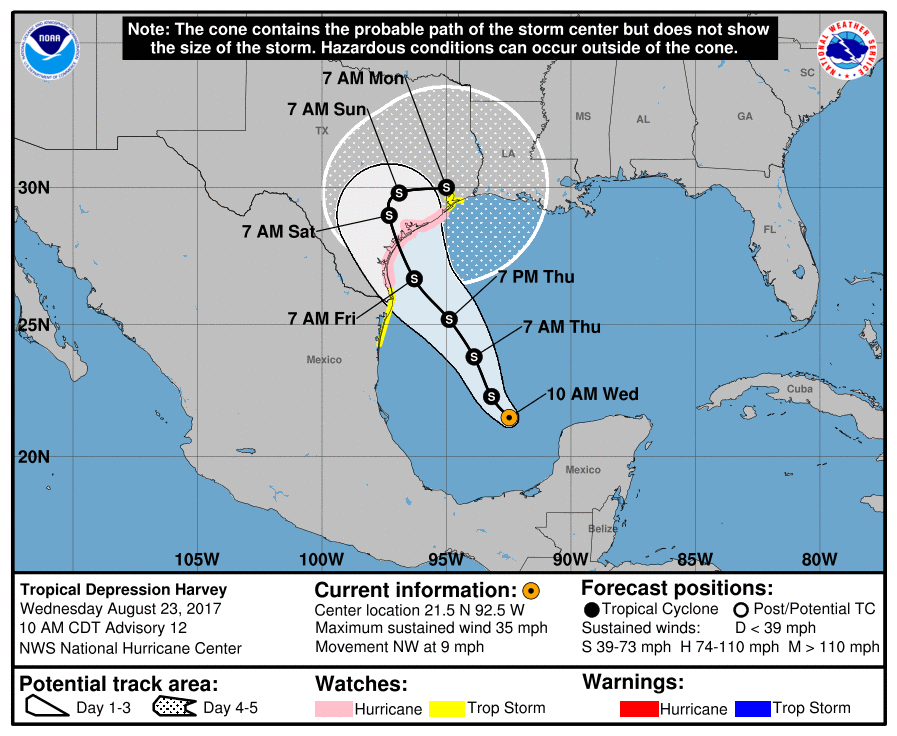 Note: The cone contains the probable path of the storm center but does not show
the size of the storm. Hazardous conditions can occur outside of the cone.
NOAA
NATIONAL WEATHER SERVICE
7 AM Mon
SC
7 AM Sun
TX
MS
AL
GA
LA
30N
S
S
S
7 AM Sat
FL
S
7 PM Thu
7 AM Fri
S
25N
7 AM Thu
S
Mexico
10 AM Wed
S
Cuba
20N
Mexico
Belize
105W
100W
95W
90W
85W
80W
Tropical Depression Harvey
Wednesday August 23, 2017
10 AM CDT Advisory 12
NWS National Hurricane Center
Current information:
Center location 21.5 N 92.5 W
Maximum sustained wind 35 mph
Movement NW at 9 mph
Forecast positions:
Tropical Cyclone Post/Potential TC
Sustained winds: D < 39 mph
S 39-73 mph H 74-110 mph M > 110 mph
Potential track area:
Day 1-3 Day 4-5
Watches:
Hurricane Trop Storm
Warnings:
Hurricane Trop Storm